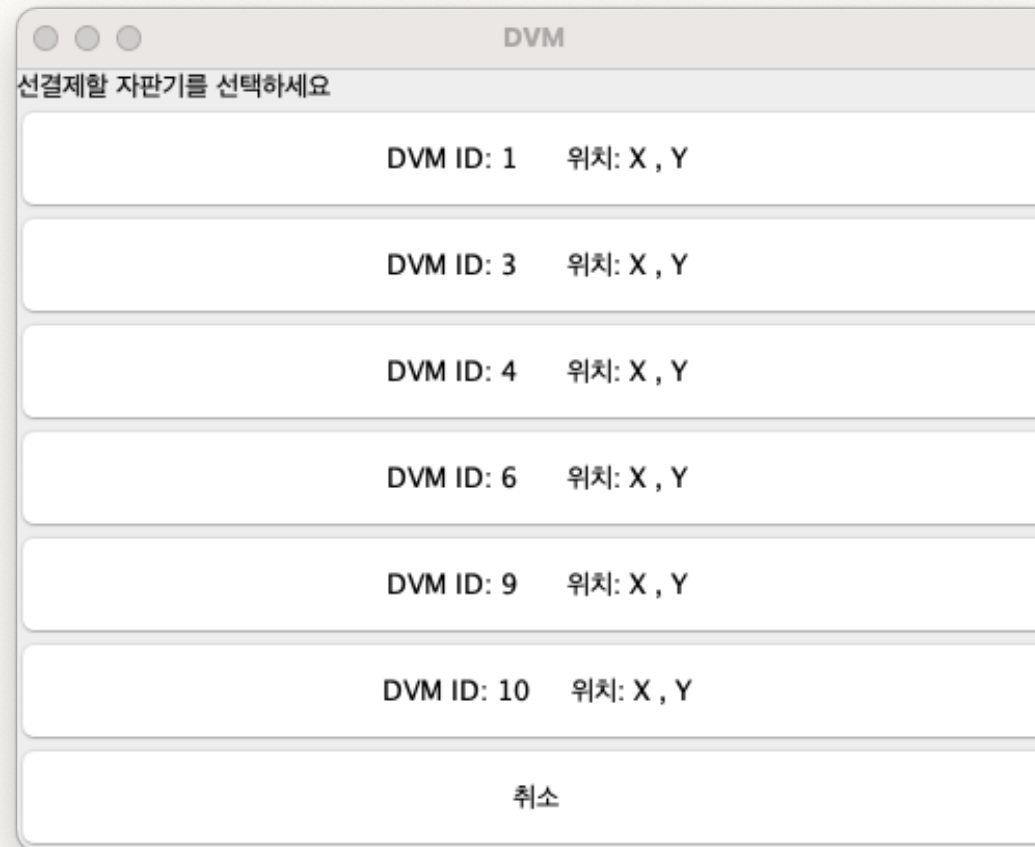 DVM
선결제할 자판기를 선택하세요
DVM ID: 1 위치: X , Y
DVM ID: 3 위치: X , Y
DVM ID: 4 위치: X , Y
DVM ID: 6 위치: X , Y
DVM ID: 9 위치: X , Y
DVM ID: 10 위치: X , Y
취소